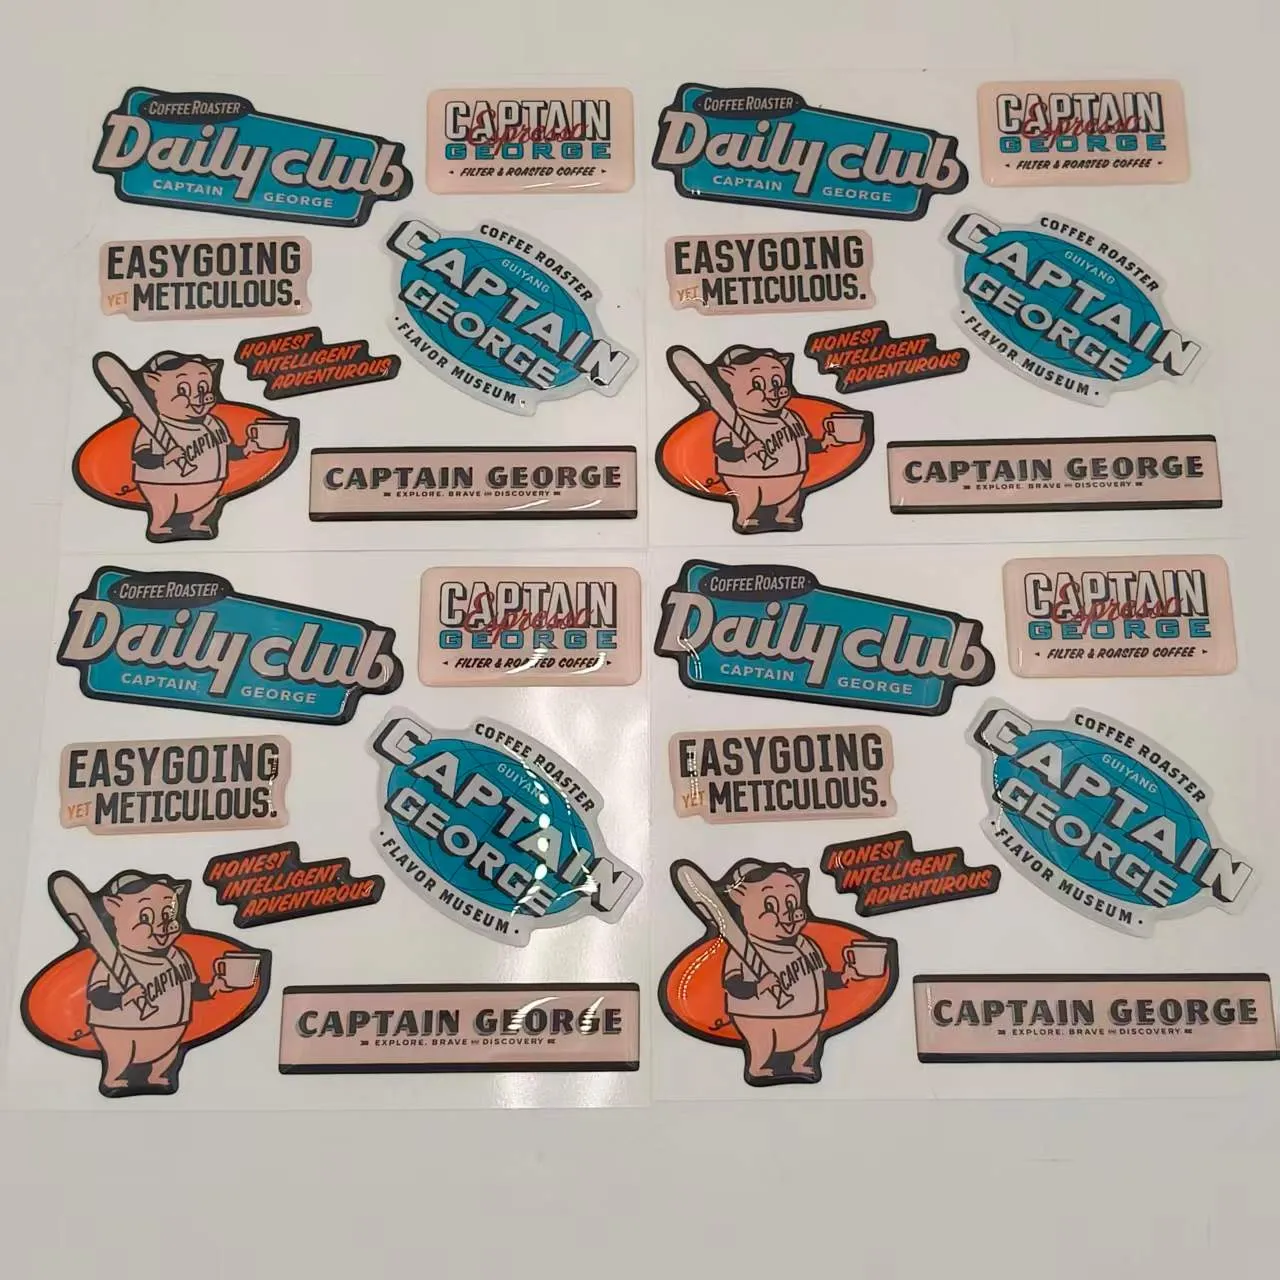 · COFFEE ROASTER ·
Daily club
CAPTAIN GEORGE
CAPTAIN
Espresso
GEORGE
FILTER & ROASTED COFFEE
EASYGOING
YET METICULOUS.
COFFEE ROASTER
GUIYANG
CAPTAIN
GEORGE
· FLAVOR MUSEUM ·
HONEST
INTELLIGENT
ADVENTUROUS
CAPTAIN
CAPTAIN GEORGE
EXPLORE. BRAVE DISCOVERY
· COFFEE ROASTER ·
Daily club
CAPTAIN GEORGE
CAPTAIN
Espresso
GEORGE
FILTER & ROASTED COFFEE
EASYGOING
YET METICULOUS.
COFFEE ROASTER
GUIYANG
CAPTAIN
GEORGE
· FLAVOR MUSEUM ·
HONEST
INTELLIGENT
ADVENTUROUS
CAPTAIN
CAPTAIN GEORGE
EXPLORE. BRAVE DISCOVERY
· COFFEE ROASTER ·
Daily club
CAPTAIN GEORGE
CAPTAIN
Espresso
GEORGE
FILTER & ROASTED COFFEE
EASYGOING
YET METICULOUS.
COFFEE ROASTER
GUIYANG
CAPTAIN
GEORGE
· FLAVOR MUSEUM ·
HONEST
INTELLIGENT
ADVENTUROUS
CAPTAIN
CAPTAIN GEORGE
EXPLORE. BRAVE DISCOVERY
· COFFEE ROASTER ·
Daily club
CAPTAIN GEORGE
CAPTAIN
Espresso
GEORGE
FILTER & ROASTED COFFEE
EASYGOING
YET METICULOUS.
COFFEE ROASTER
GUIYANG
CAPTAIN
GEORGE
· FLAVOR MUSEUM ·
HONEST
INTELLIGENT
ADVENTUROUS
CAPTAIN
CAPTAIN GEORGE
EXPLORE. BRAVE DISCOVERY